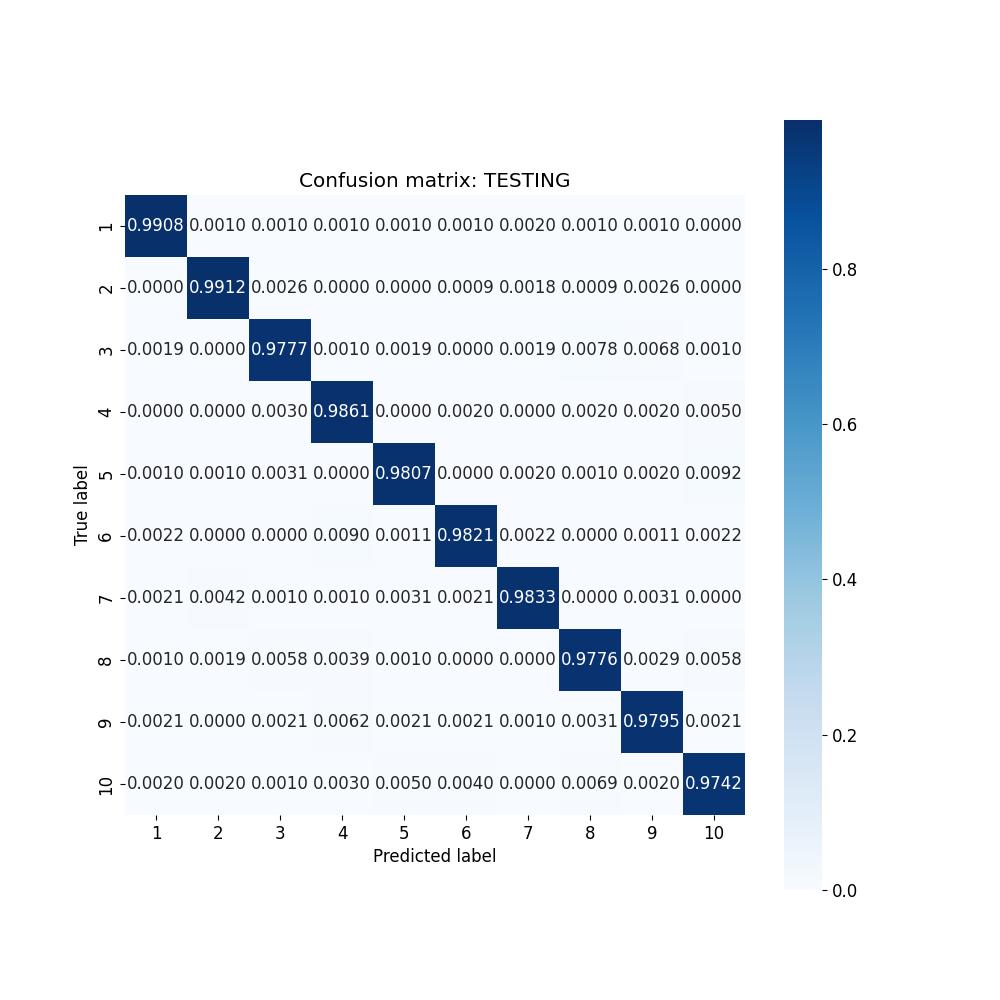 Confusion matrix: TESTING
1 0.9908 0.0010 0.0010 0.0010 0.0010 0.0010 0.0020 0.0010 0.0010 0.0000
2 0.0000 0.9912 0.0026 0.0000 0.0000 0.0009 0.0018 0.0009 0.0026 0.0000
3 0.0019 0.0000 0.9777 0.0010 0.0019 0.0000 0.0019 0.0078 0.0068 0.0010
4 0.0000 0.0000 0.0030 0.9861 0.0000 0.0020 0.0000 0.0020 0.0020 0.0050
5 0.0010 0.0010 0.0031 0.0000 0.9807 0.0000 0.0020 0.0010 0.0020 0.0092
6 0.0022 0.0000 0.0000 0.0090 0.0011 0.9821 0.0022 0.0000 0.0011 0.0022
7 0.0021 0.0042 0.0010 0.0010 0.0031 0.0021 0.9833 0.0000 0.0031 0.0000
8 0.0010 0.0019 0.0058 0.0039 0.0010 0.0000 0.0000 0.9776 0.0029 0.0058
9 0.0021 0.0000 0.0021 0.0062 0.0021 0.0021 0.0010 0.0031 0.9795 0.0021
10 0.0020 0.0020 0.0010 0.0030 0.0050 0.0040 0.0000 0.0069 0.0020 0.9742
1 2 3 4 5 6 7 8 9 10
Predicted label
True label
0.8
0.6
0.4
0.2
0.0